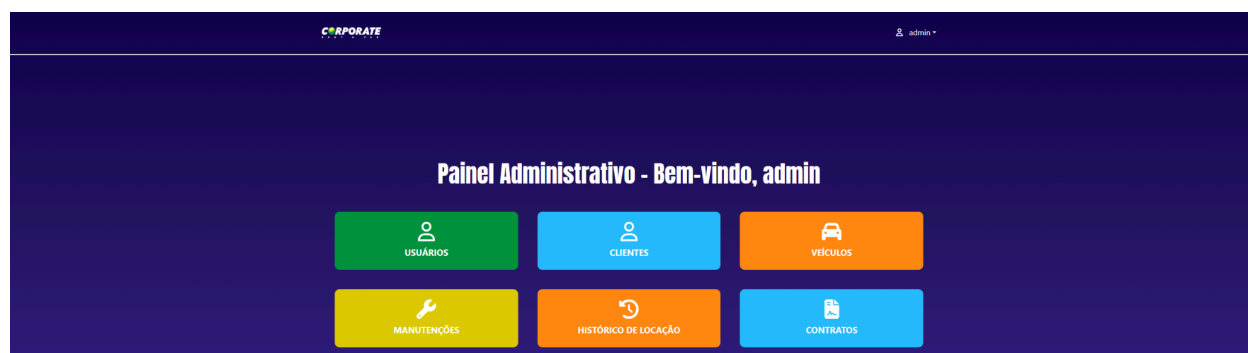 CORPORATE
admin
Painel Administrativo - Bem-vindo, admin
USUÁRIOS
CLIENTES
VEÍCULOS
MANUTENÇÕES
HISTÓRICO DE LOCAÇÃO
CONTRATOS